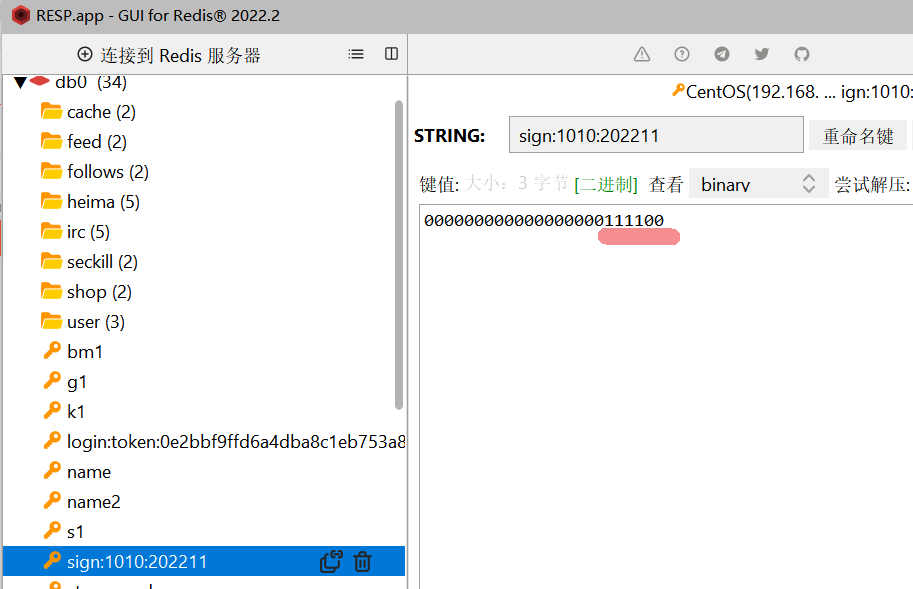 RESP.app - GUI for Redis® 2022.2
连接到 Redis 服务器
db0 (34)
cache (2)
feed (2)
follows (2)
heima (5)
irc (5)
seckill (2)
shop (2)
user (3)
bm1
g1
k1
login:token:0e2bbf9ffd6a4dba8c1eb753a8
name
name2
s1
sign:1010:202211
CentOS(192.168. ... ign:1010:
STRING: sign:1010:202211 重命名键
键值: 大小: 3 字节 [二进制] 查看 binary 尝试解压:
000000000000000000111100